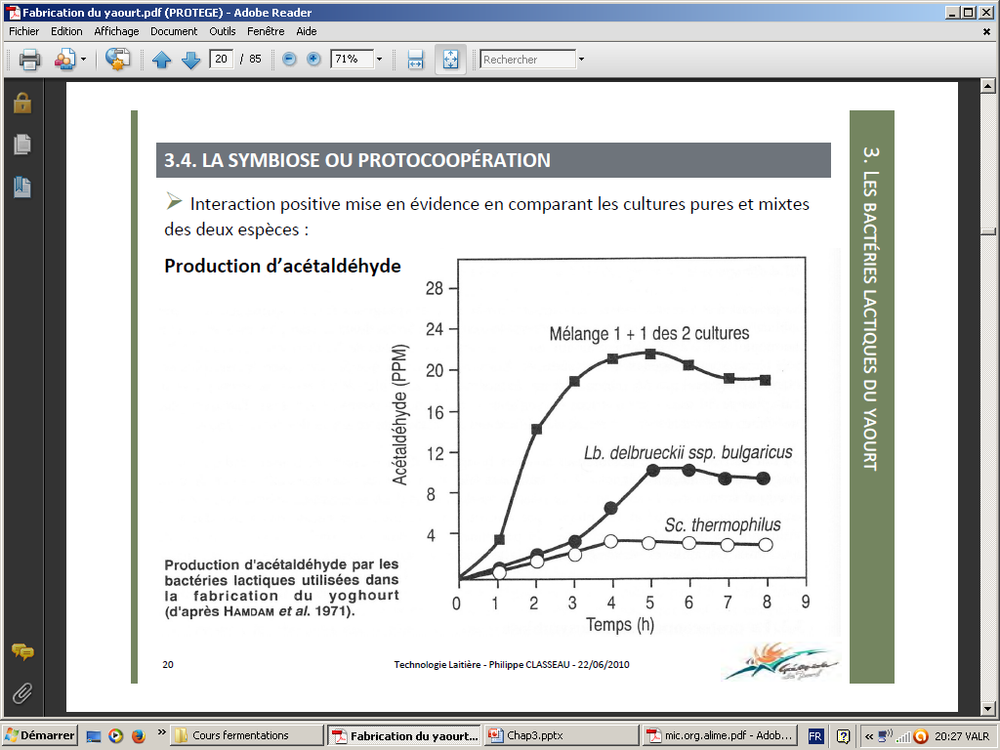 Fabrication du yaourt.pdf (PROTEGE) - Adobe Reader
Fichier Edition Affichage Document Outils Fenêtre Aide
20 / 85 71% Rechercher
3.4. LA SYMBIOSE OU PROTOCOOPÉRATION
Interaction positive mise en évidence en comparant les cultures pures et mixtes
des deux espèces :
Production d'acétaldéhyde
28
24
20
16
12
8
4
Acétaldéhyde (PPM)
Mélange 1 + 1 des 2 cultures
Lb. delbrueckii ssp. bulgaricus
Sc. thermophilus
0 1 2 3 4 5 6 7 8 9
Temps (h)
Production d'acétaldéhyde par les
bactéries lactiques utilisées dans
la fabrication du yoghourt
(d'après HAMDAM et al. 1971).
3. LES BACTÉRIES LACTIQUES DU YAOURT
20
Technologie Laitière - Philippe CLASSEAU - 22/06/2010
Démarrer
»
Cours fermentations
Fabrication du yaourt...
Chap3.pptx
mic.org.alime.pdf - Adob...
FR
«
20:27 VALR